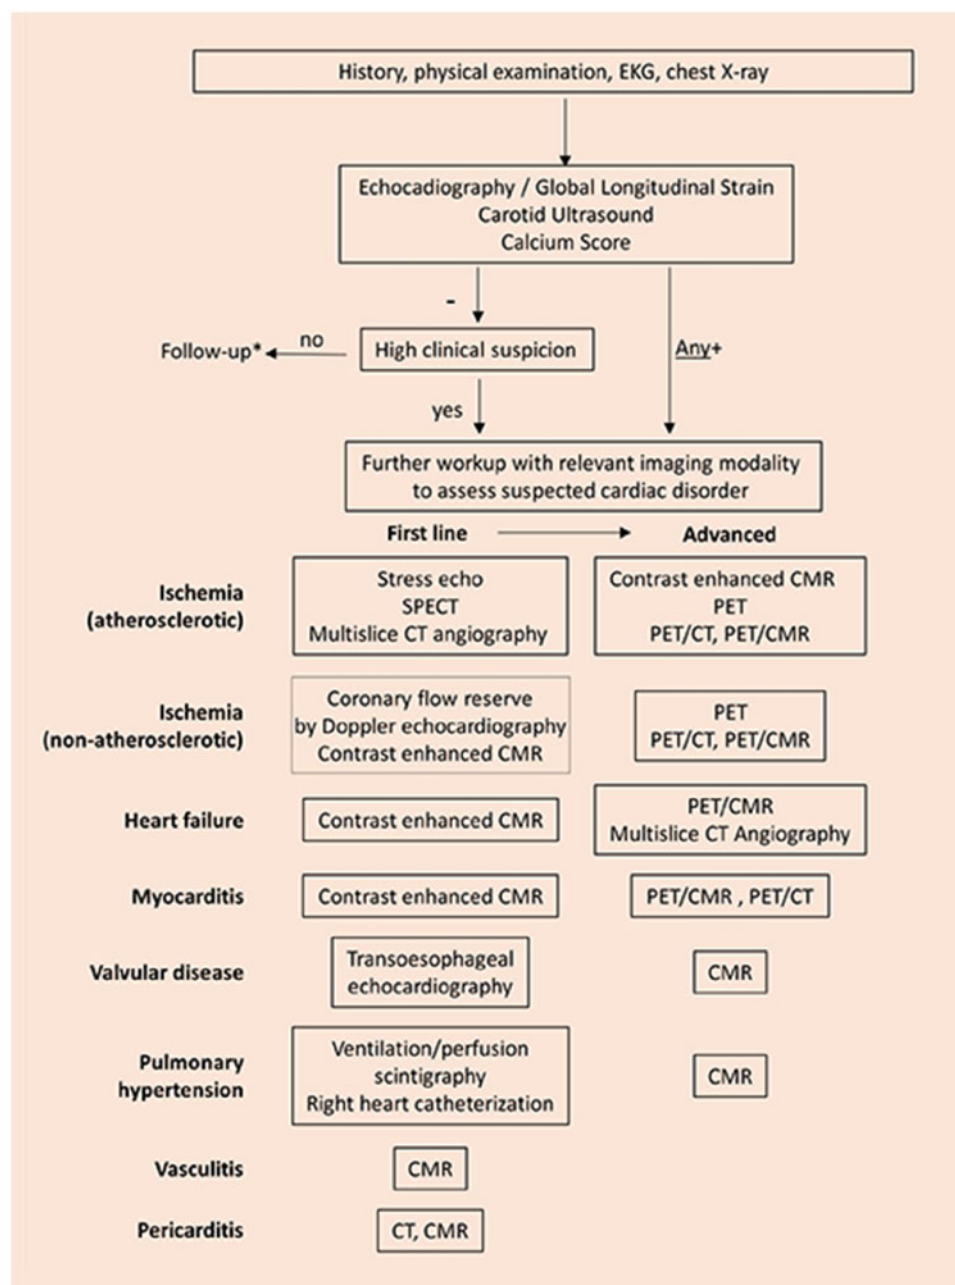 History, physical examination, EKG, chest X-ray
Echocadiography / Global Longitudinal Strain
Carotid Ultrasound
Calcium Score
-
Follow-up*
no
High clinical suspicion
Any+
yes
Further workup with relevant imaging modality
to assess suspected cardiac disorder
First line
Advanced
Ischemia
(atherosclerotic)
Stress echo
SPECT
Multislice CT angiography
Contrast enhanced CMR
PET
PET/CT, PET/CMR
Ischemia
(non-atherosclerotic)
Coronary flow reserve
by Doppler echocardiography
Contrast enhanced CMR
PET
PET/CT, PET/CMR
Heart failure
Contrast enhanced CMR
PET/CMR
Multislice CT Angiography
Myocarditis
Contrast enhanced CMR
PET/CMR , PET/CT
Valvular disease
Transoesophageal
echocardiography
CMR
Pulmonary
hypertension
Ventilation/perfusion
scintigraphy
Right heart catheterization
CMR
Vasculitis
CMR
Pericarditis
CT, CMR